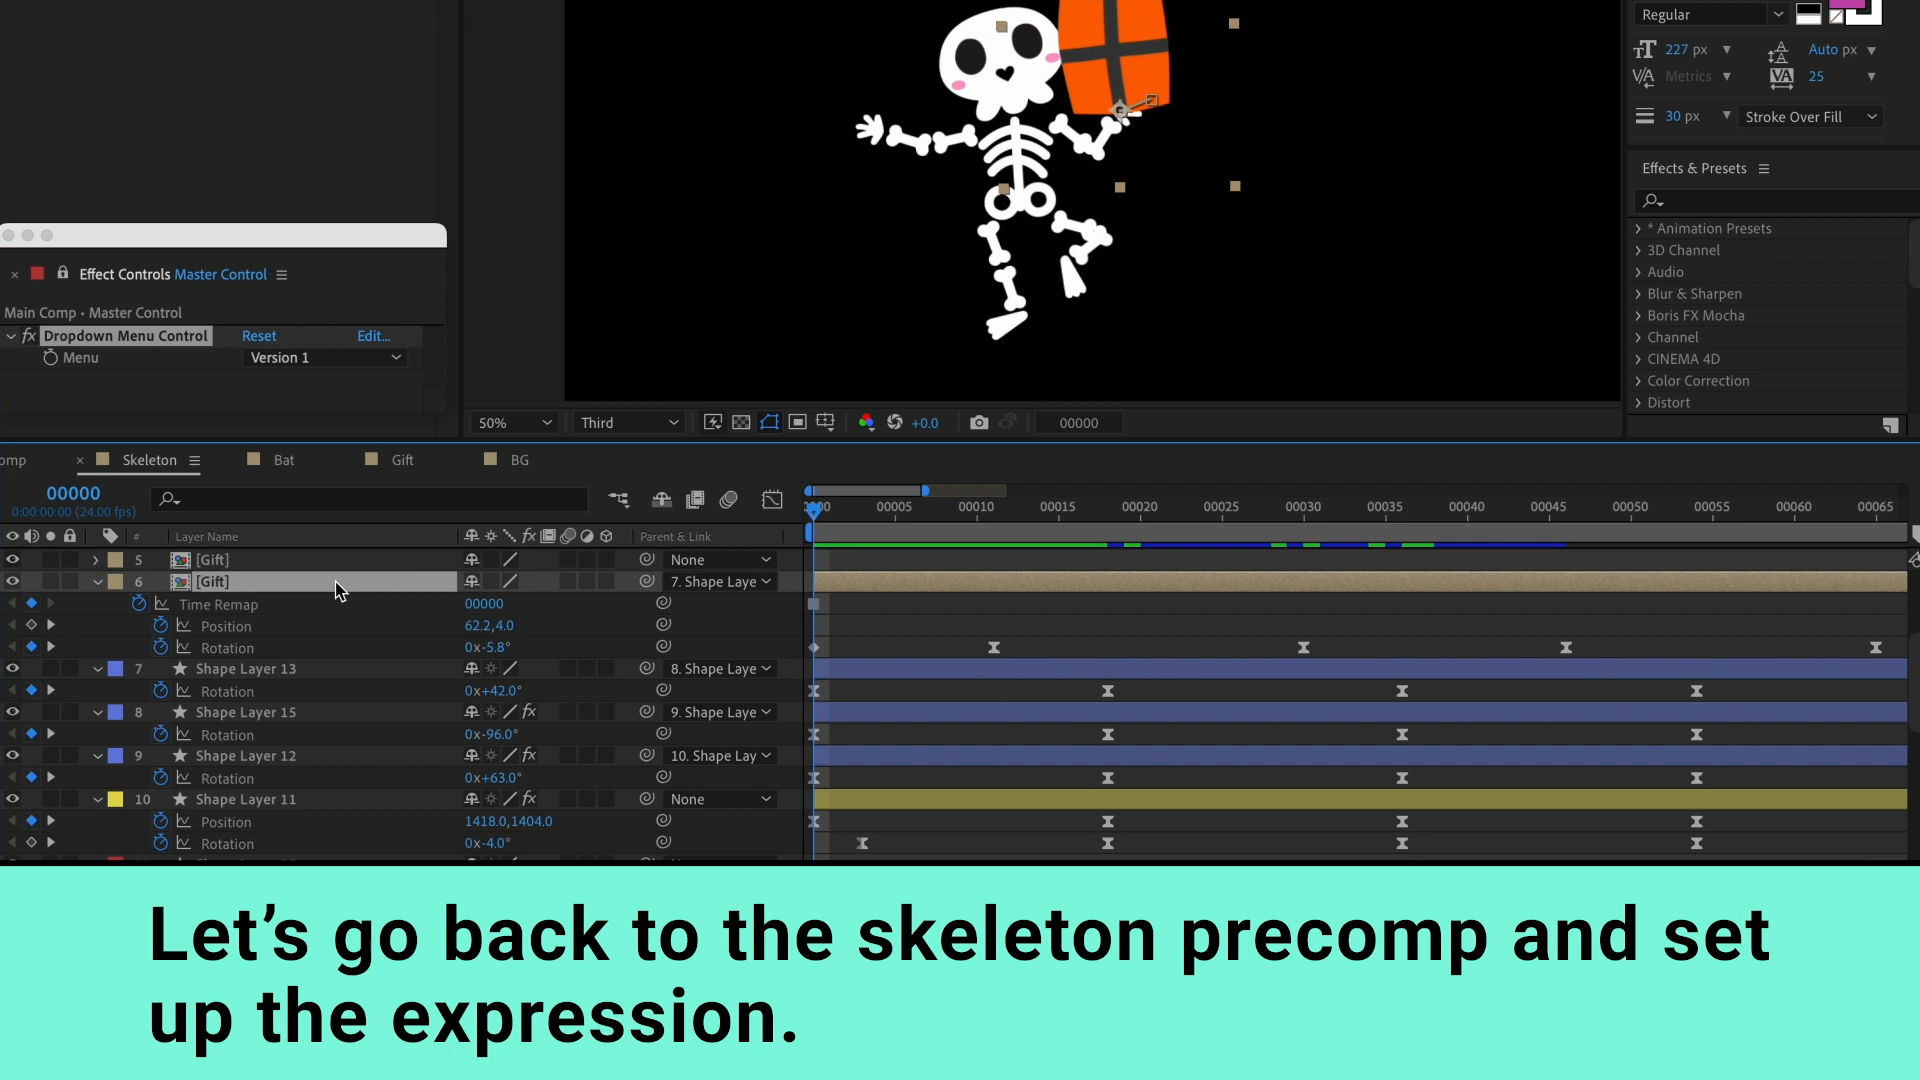 Regular
227 px
Auto px
Metrics
25
30 px
Stroke Over Fill
Effects & Presets
* Animation Presets
3D Channel
Audio
Blur & Sharpen
Boris FX Mocha
Channel
CINEMA 4D
Color Correction
Distort
Effect Controls Master Control
Main Comp • Master Control
fx Dropdown Menu Control Reset Edit...
Menu Version 1
50% Third +0.0 00000
omp × Skeleton Bat Gift BG
00000
0:00:00:00 (24.00 fps)
00005 00010 00015 00020 00025 00030 00035 00040 00045 00050 00055 00060 00065
# Layer Name fx Parent & Link
5 [Gift] None
6 [Gift] 7. Shape Laye
Time Remap 00000
Position 62.2,4.0
Rotation 0x-5.8°
7 Shape Layer 13 8. Shape Laye
Rotation 0x+42.0°
8 Shape Layer 15 fx 9. Shape Laye
Rotation 0x-96.0°
9 Shape Layer 12 fx 10. Shape Lay
Rotation 0x+63.0°
10 Shape Layer 11 fx None
Position 1418.0,1404.0
Rotation 0x-4.0°
Let's go back to the skeleton precomp and set
up the expression.